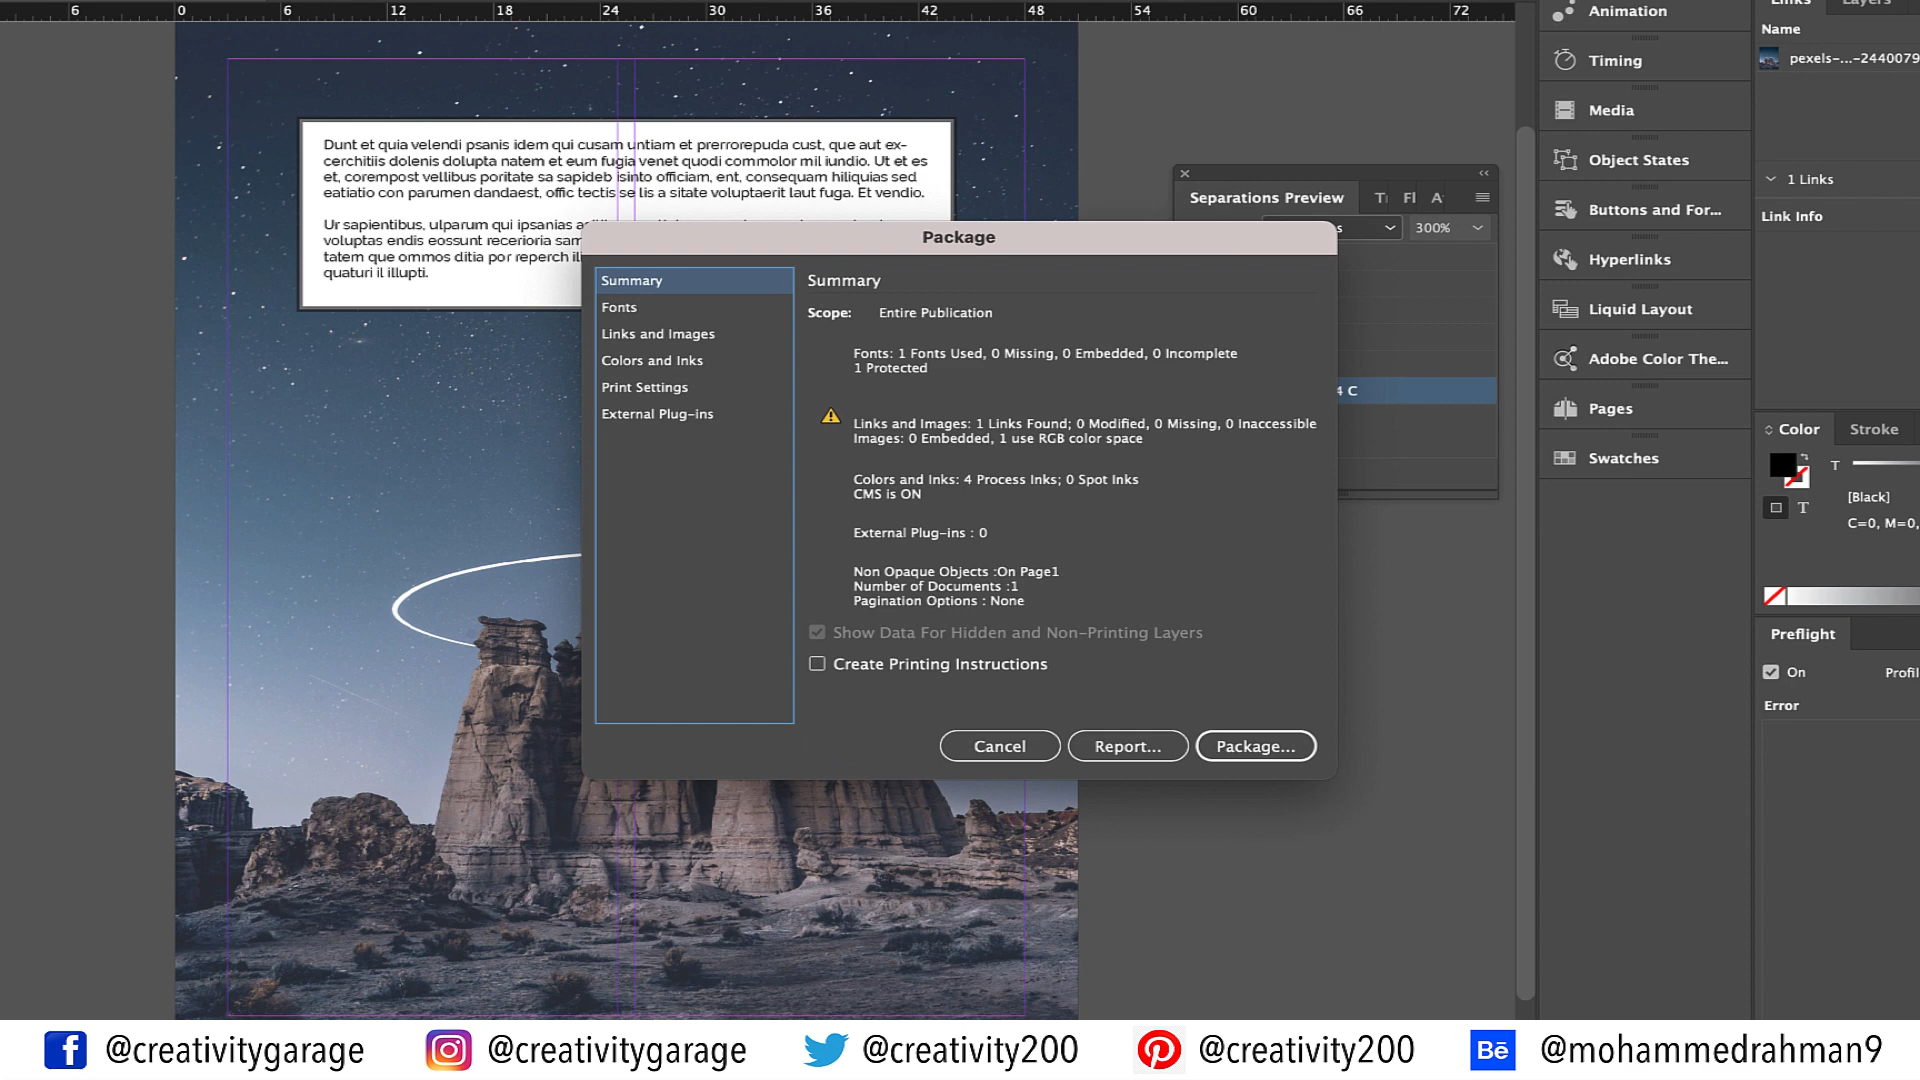 6 0 6 12 18 24 30 36 42 48 54 60 66 72
Dunt et quia velendi psanis idem qui cusam untiam et prerrorepuda cust, que aut ex-
cerchitiis dolenis dolupta natem et eum fugia venet quodi commolor mil iundio. Ut et es
et, corempost vellibus poritate sa sapideb isinto officiam, ent, consequam hiliquias sed
eatiatio con parumen dandaest, offic tectis se lis a sitate voluptaerit laut fuga. Et vendio.
Ur sapientibus, ulparum qui ipsanias
voluptas endis eossunt recerioria sam
tatem que ommos ditia por reperch il
quaturi il illupti.
Package
Summary
Fonts
Links and Images
Colors and Inks
Print Settings
External Plug-ins
Summary
Scope: Entire Publication
Fonts: 1 Fonts Used, 0 Missing, 0 Embedded, 0 Incomplete
1 Protected
Links and Images: 1 Links Found; 0 Modified, 0 Missing, 0 Inaccessible
Images: 0 Embedded, 1 use RGB color space
Colors and Inks: 4 Process Inks; 0 Spot Inks
CMS is ON
External Plug-ins : 0
Non Opaque Objects :On Page1
Number of Documents :1
Pagination Options : None
Show Data For Hidden and Non-Printing Layers
Create Printing Instructions
Cancel
Report...
Package...
Separations Preview
300%
4 C
Animation
Timing
Media
Object States
Buttons and For...
Hyperlinks
Liquid Layout
Adobe Color The...
Pages
Swatches
Links Layers
Name
pexels-...-2440079
1 Links
Link Info
Color Stroke
T
[Black]
T
C=0, M=0,
Preflight
On Profil
Error
@creativitygarage
@creativitygarage
@creativity200
@creativity200
Bē @mohammedrahman9